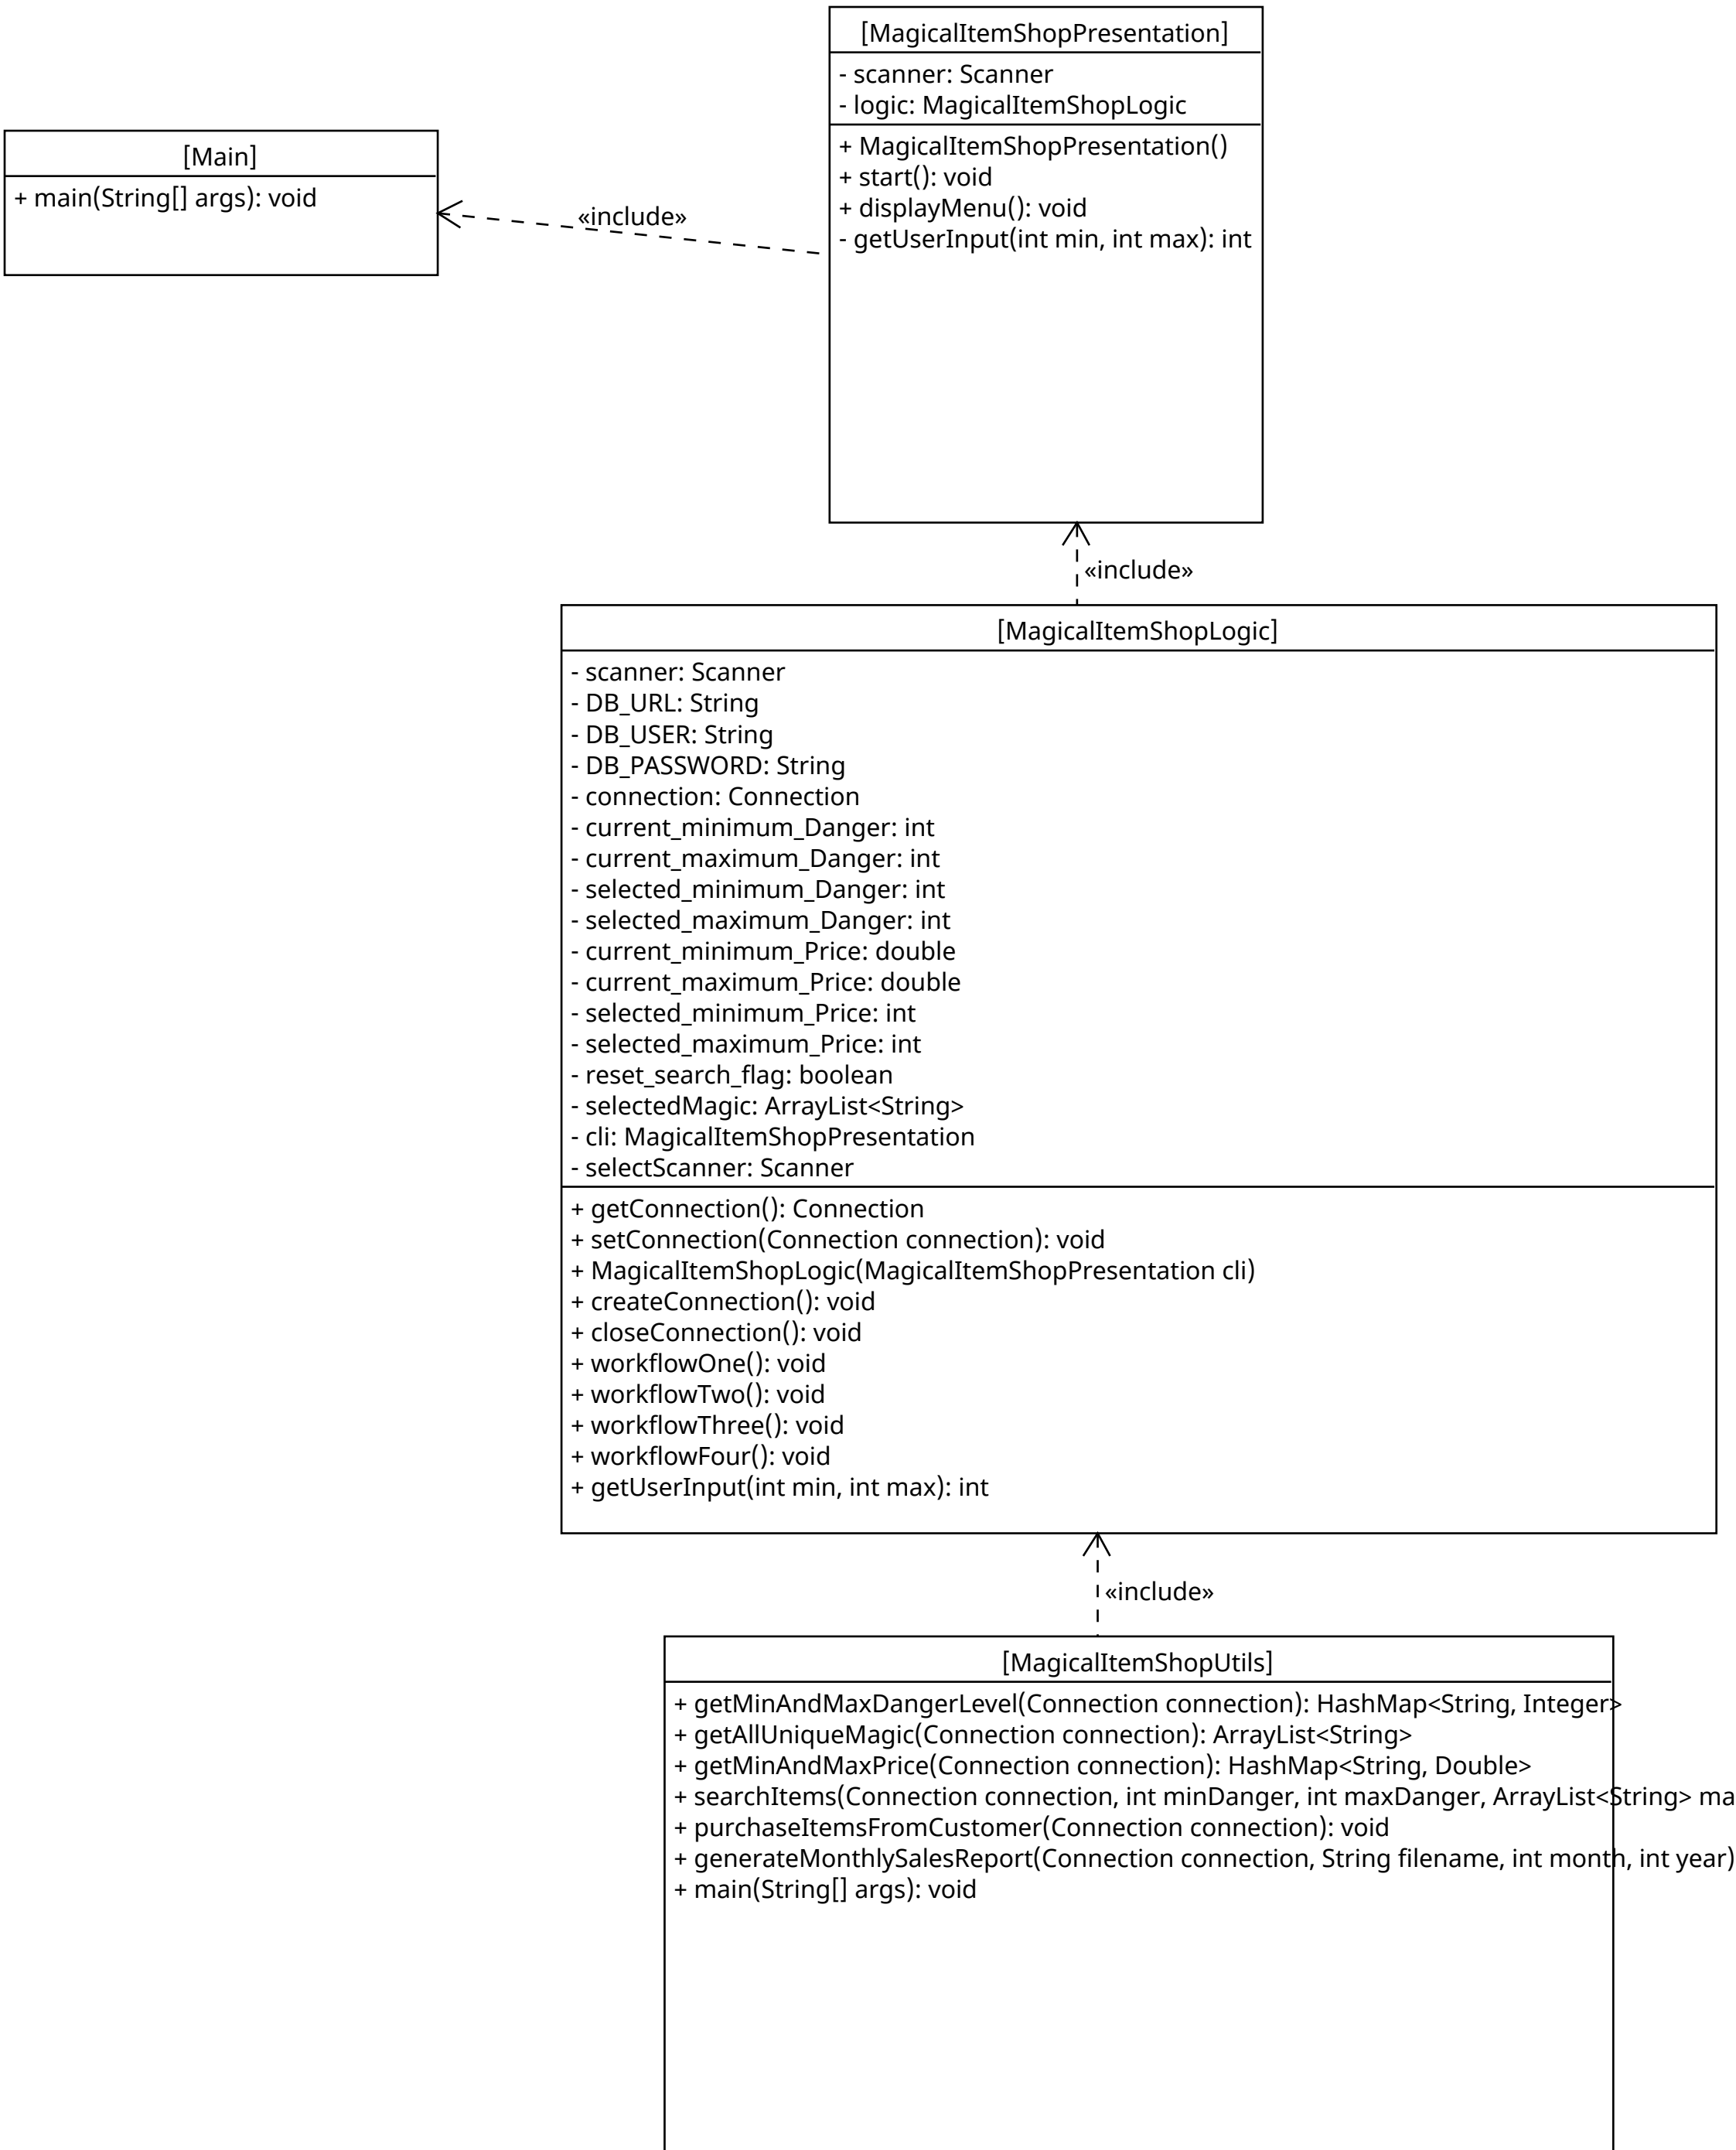 [MagicalItemShopPresentation]
- scanner: Scanner
- logic: MagicalItemShopLogic
+ MagicalItemShopPresentation()
+ start(): void
+ displayMenu(): void
- getUserInput(int min, int max): int
[Main]
+ main(String[] args): void
«include»
«include»
[MagicalItemShopLogic]
- scanner: Scanner
- DB_URL: String
- DB_USER: String
- DB_PASSWORD: String
- connection: Connection
- current_minimum_Danger: int
- current_maximum_Danger: int
- selected_minimum_Danger: int
- selected_maximum_Danger: int
- current_minimum_Price: double
- current_maximum_Price: double
- selected_minimum_Price: int
- selected_maximum_Price: int
- reset_search_flag: boolean
- selectedMagic: ArrayList<String>
- cli: MagicalItemShopPresentation
- selectScanner: Scanner
+ getConnection(): Connection
+ setConnection(Connection connection): void
+ MagicalItemShopLogic(MagicalItemShopPresentation cli)
+ createConnection(): void
+ closeConnection(): void
+ workflowOne(): void
+ workflowTwo(): void
+ workflowThree(): void
+ workflowFour(): void
+ getUserInput(int min, int max): int
«include»
[MagicalItemShopUtils]
+ getMinAndMaxDangerLevel(Connection connection): HashMap<String, Integer>
+ getAllUniqueMagic(Connection connection): ArrayList<String>
+ getMinAndMaxPrice(Connection connection): HashMap<String, Double>
+ searchItems(Connection connection, int minDanger, int maxDanger, ArrayList<String> ma
+ purchaseItemsFromCustomer(Connection connection): void
+ generateMonthlySalesReport(Connection connection, String filename, int month, int year)
+ main(String[] args): void